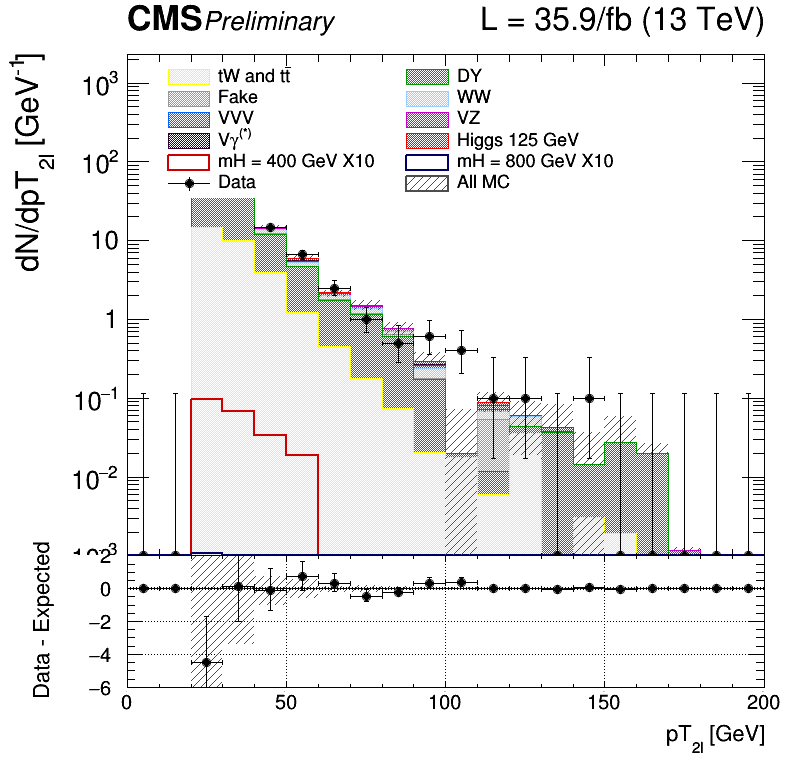 CMS Preliminary L = 35.9/fb (13 TeV)
dN/dpT2l [GeV-1]
tW and tt̄ DY
Fake WW
VVV VZ
Vγ(*) Higgs 125 GeV
mH = 400 GeV X10 mH = 800 GeV X10
Data All MC
10³
10²
10
1
10−1
10−2
2
0
−2
−4
−6
Data - Expected
0 50 100 150 200
pT2l [GeV]